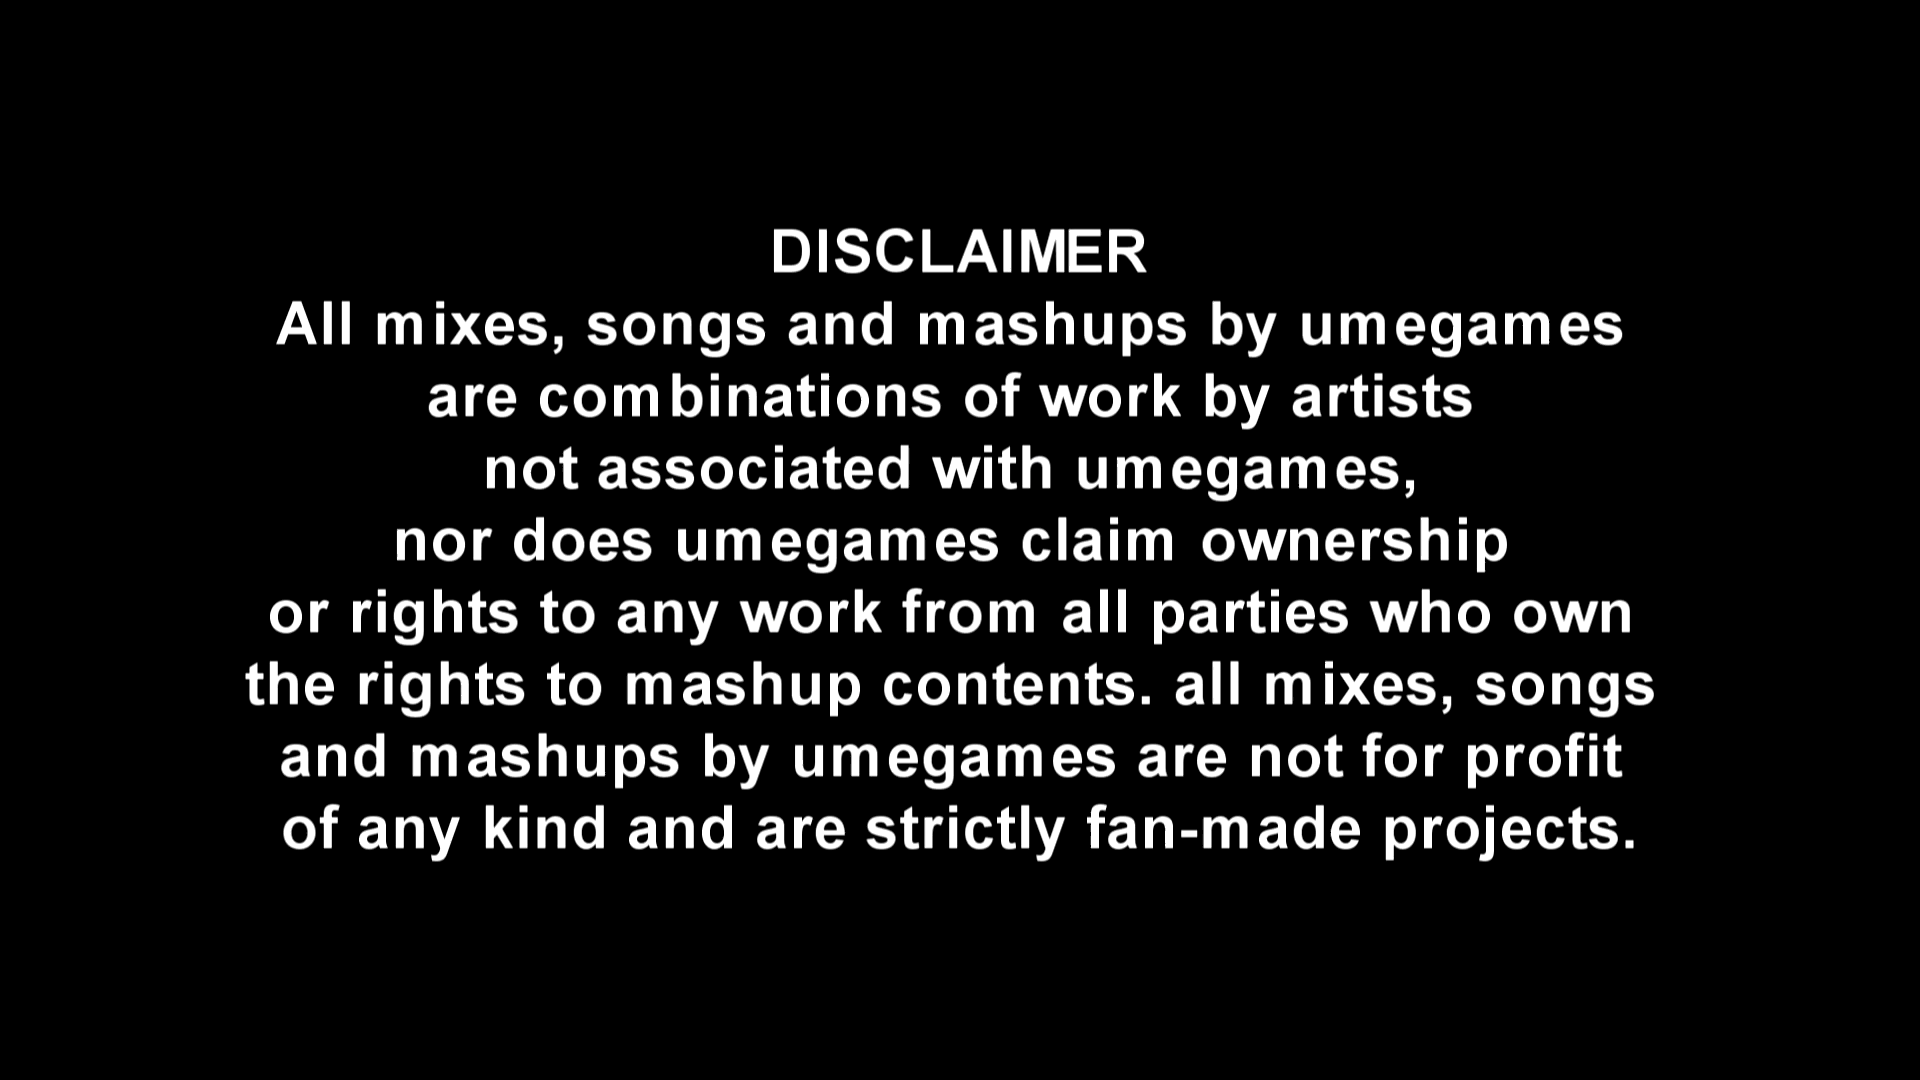 DISCLAIMER
All mixes, songs and mashups by umegames
are combinations of work by artists
not associated with umegames,
nor does umegames claim ownership
or rights to any work from all parties who own
the rights to mashup contents. all mixes, songs
and mashups by umegames are not for profit
of any kind and are strictly fan-made projects.